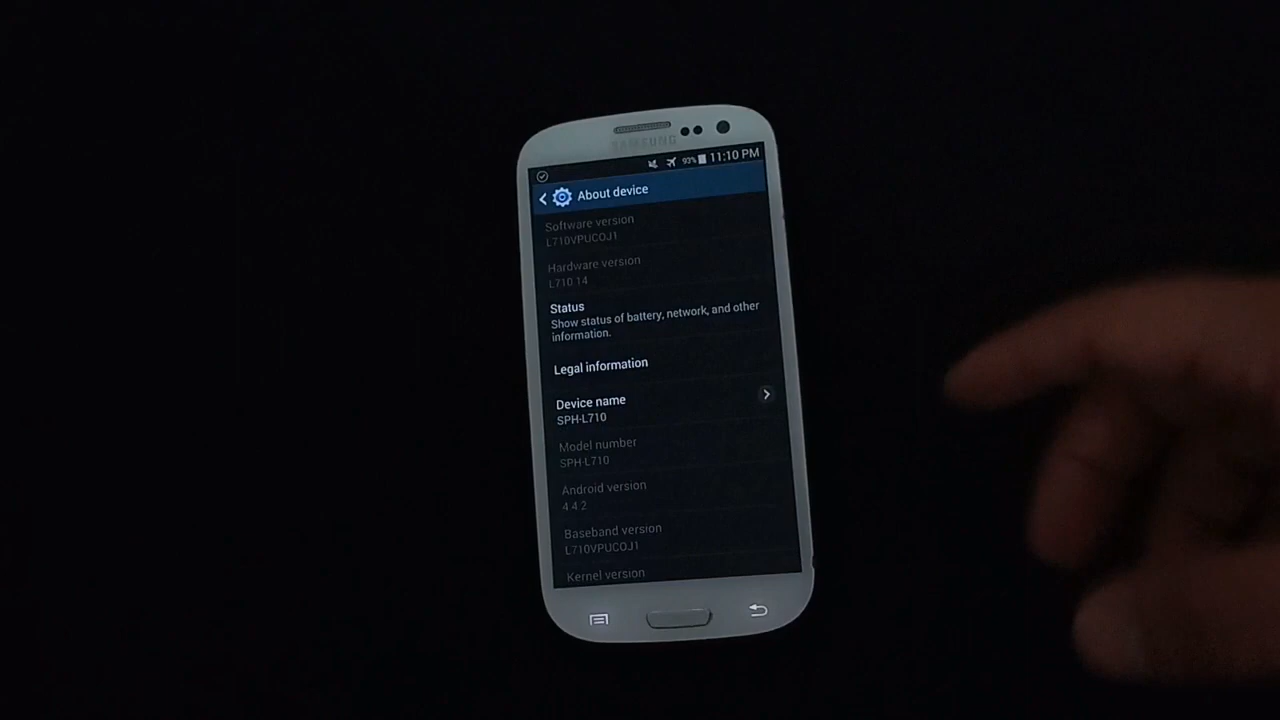 SAMSUNG
93% 11:10 PM
About device
Software version
L710VPUCOJ1
Hardware version
L710.14
Status
Show status of battery, network, and other
information.
Legal information
Device name
SPH-L710
Model number
SPH-L710
Android version
4.4.2
Baseband version
L710VPUCOJ1
Kernel version